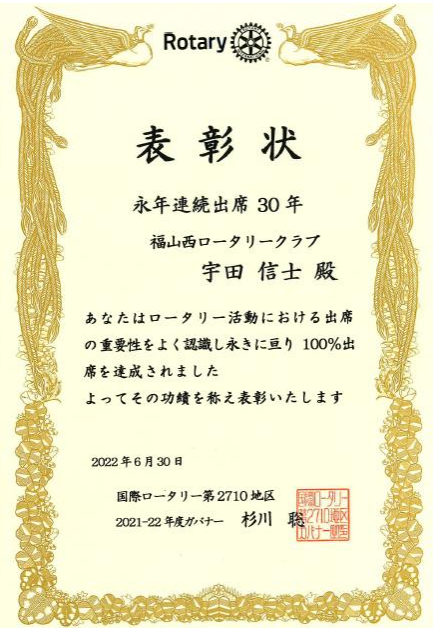 Rotary
表彰状
永年連続出席 30 年
福山西ロータリークラブ
宇田 信士 殿
あなたはロータリー活動における出席
の重要性をよく認識し永きに亘り 100%出
席を達成されました
よってその功績を称え表彰いたします
2022 年 6 月 30 日
国際ロータリー第 2710 地区
2021-22 年度ガバナー 杉川 聡